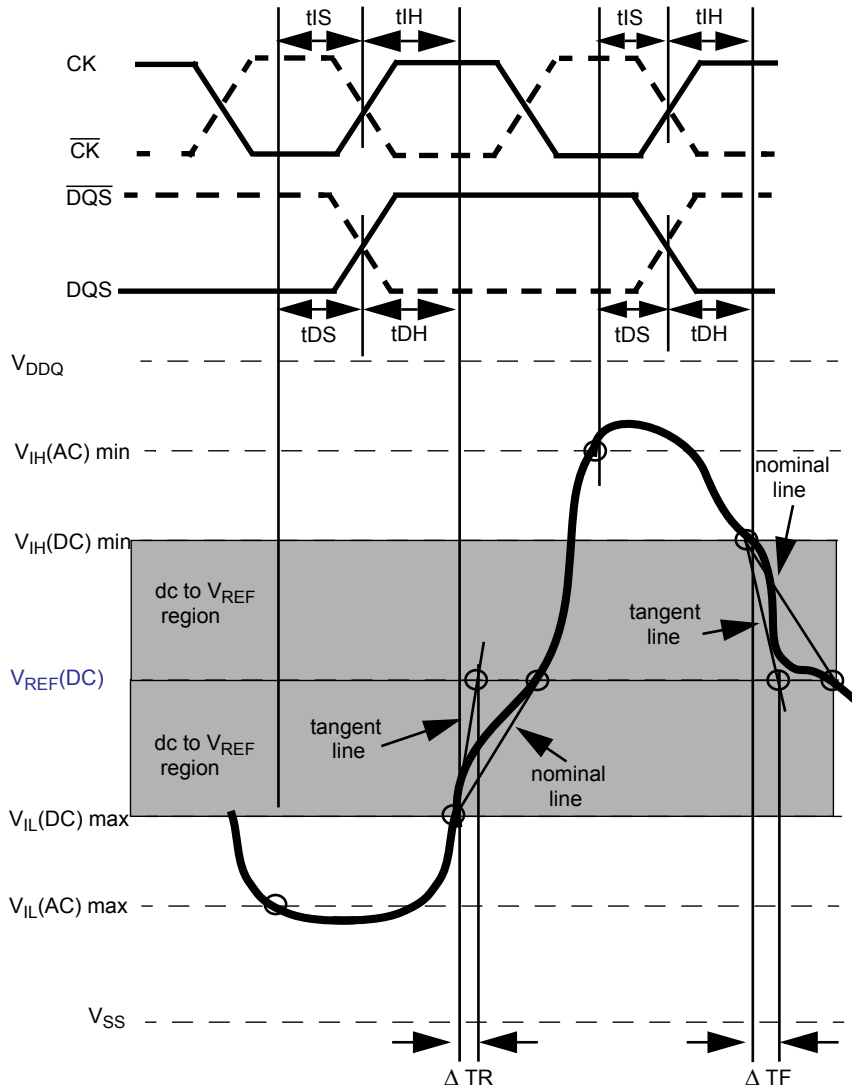 tIS tIH tIS tIH
CK
C̅K̅
D̅Q̅S̅
DQS
tDS tDH tDS tDH
VDDQ
VIH(AC) min
nominal
line
VIH(DC) min
dc to VREF
region
tangent
line
VREF(DC)
tangent
line
dc to VREF
region
nominal
line
VIL(DC) max
VIL(AC) max
VSS
Δ TR Δ TF